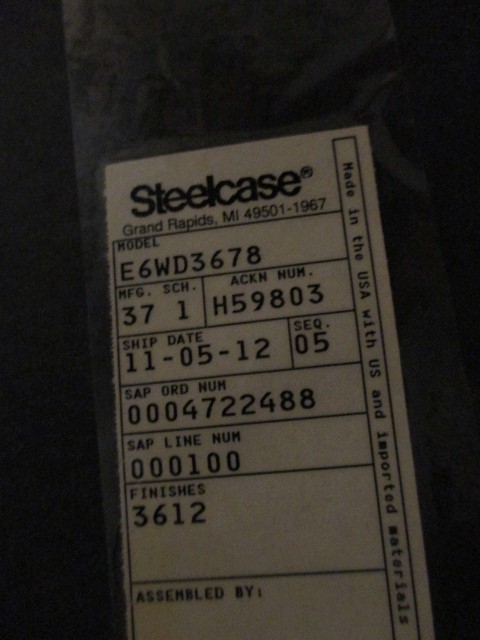 Steelcase®
Grand Rapids, MI 49501-1967
MODEL
E6WD3678
MFG. SCH. ACKN NUM.
37 1 H59803
SHIP DATE SEQ.
11-05-12 05
SAP ORD NUM
0004722488
SAP LINE NUM
000100
FINISHES
3612
ASSEMBLED BY:
Made in the USA with US and imported materials